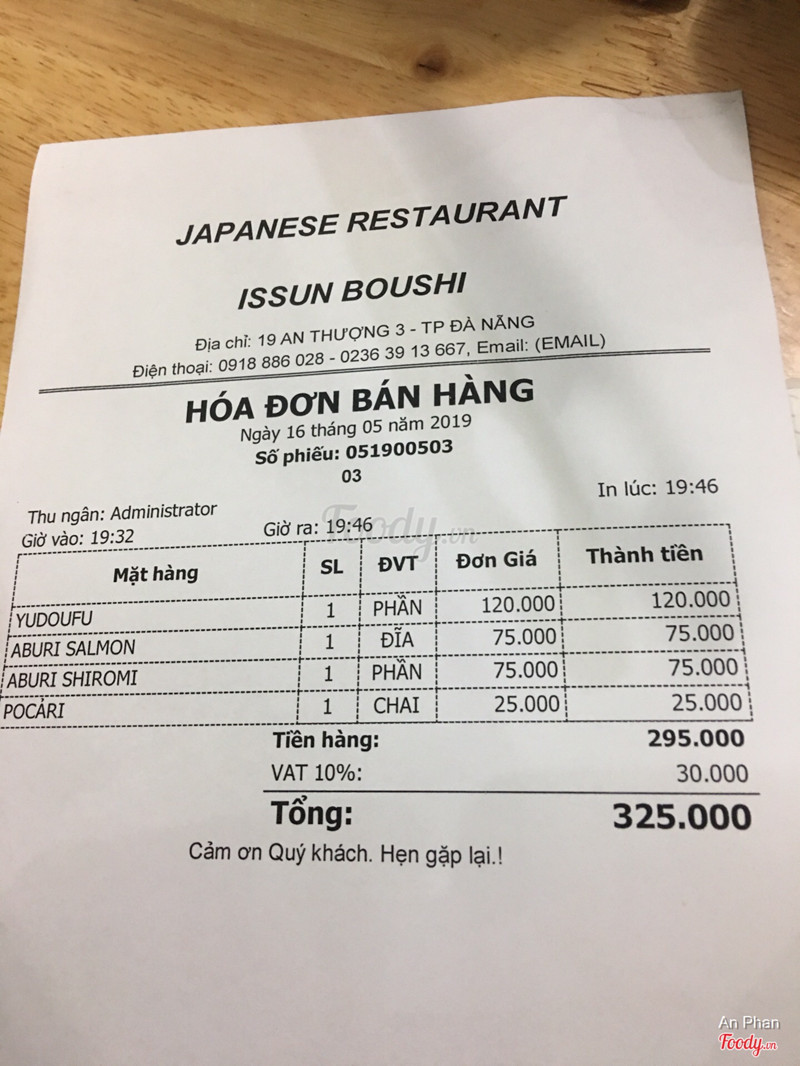 JAPANESE RESTAURANT
ISSUN BOUSHI
Địa chỉ: 19 AN THƯỢNG 3 - TP ĐÀ NẴNG
Điện thoại: 0918 886 028 - 0236 39 13 667, Email: (EMAIL)
HÓA ĐƠN BÁN HÀNG
Ngày 16 tháng 05 năm 2019
Số phiếu: 051900503
03
In lúc: 19:46
Thu ngân: Administrator
Giờ vào: 19:32 Giờ ra: 19:46
Foody.vn
Mặt hàng SL ĐVT Đơn Giá Thành tiền
YUDOUFU 1 PHẦN 120.000 120.000
ABURI SALMON 1 ĐĨA 75.000 75.000
ABURI SHIROMI 1 PHẦN 75.000 75.000
POCARI 1 CHAI 25.000 25.000
Tiền hàng: 295.000
VAT 10%: 30.000
Tổng: 325.000
Cảm ơn Quý khách. Hẹn gặp lại.!
An Phan
Foody.vn